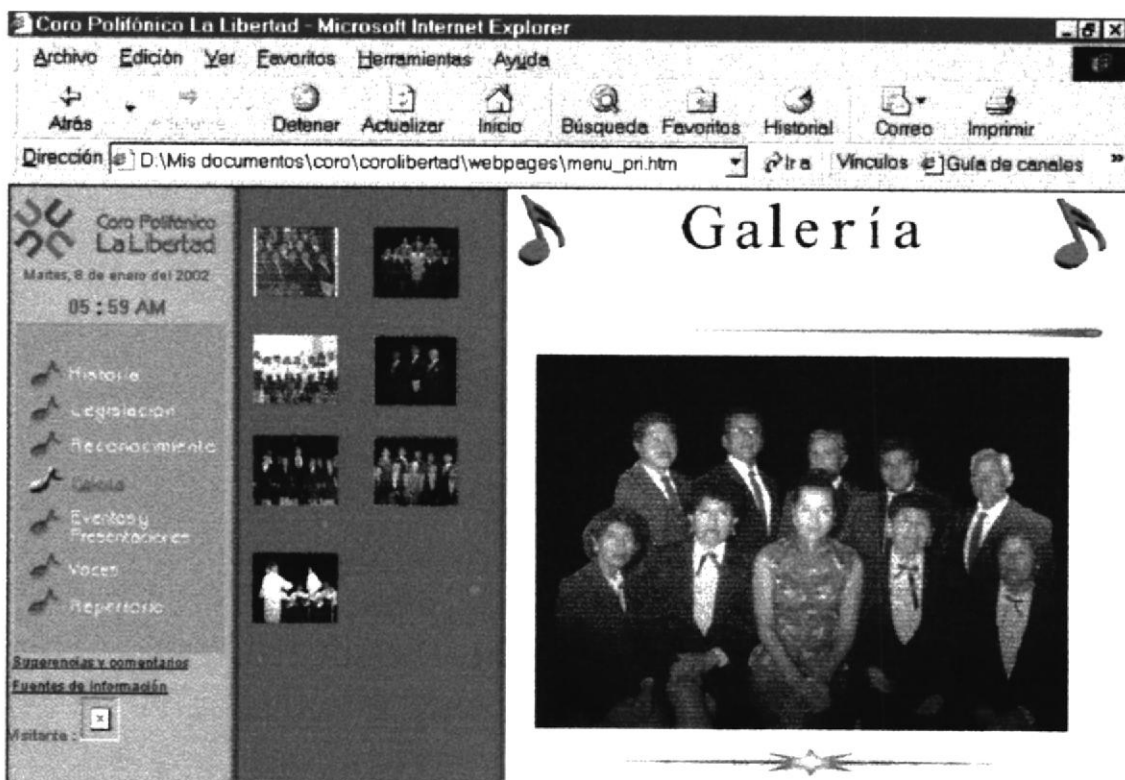 Coro Polifónico La Libertad - Microsoft Internet Explorer
Archivo Edición Ver Favoritos Herramientas Ayuda
Atrás Detener Actualizar Inicio Búsqueda Favoritos Historial Correo Imprimir
Dirección D:\Mis documentos\coro\corolibertad\webpages\menu_pri.htm Ir a Vínculos Guía de canales »
Coro Polifónico
La Libertad
Martes, 8 de enero del 2002
05 : 59 AM
Historia
Legislación
Reconocimiento
Galería
Eventos y
Presentaciones
Voces
Repertorio
Sugerencias y comentarios
Fuentes de Información
Visitante :
Galería